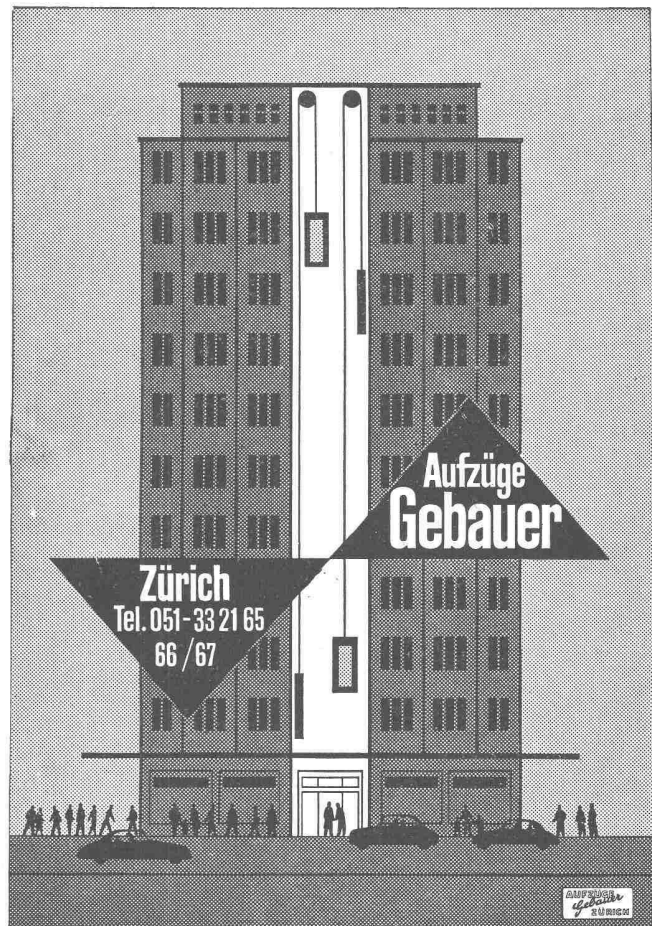 Aufzüge
Gebauer
Zürich
Tel. 051-33 21 65
66/67
AUFZÜGE
Gebauer
ZÜRICH